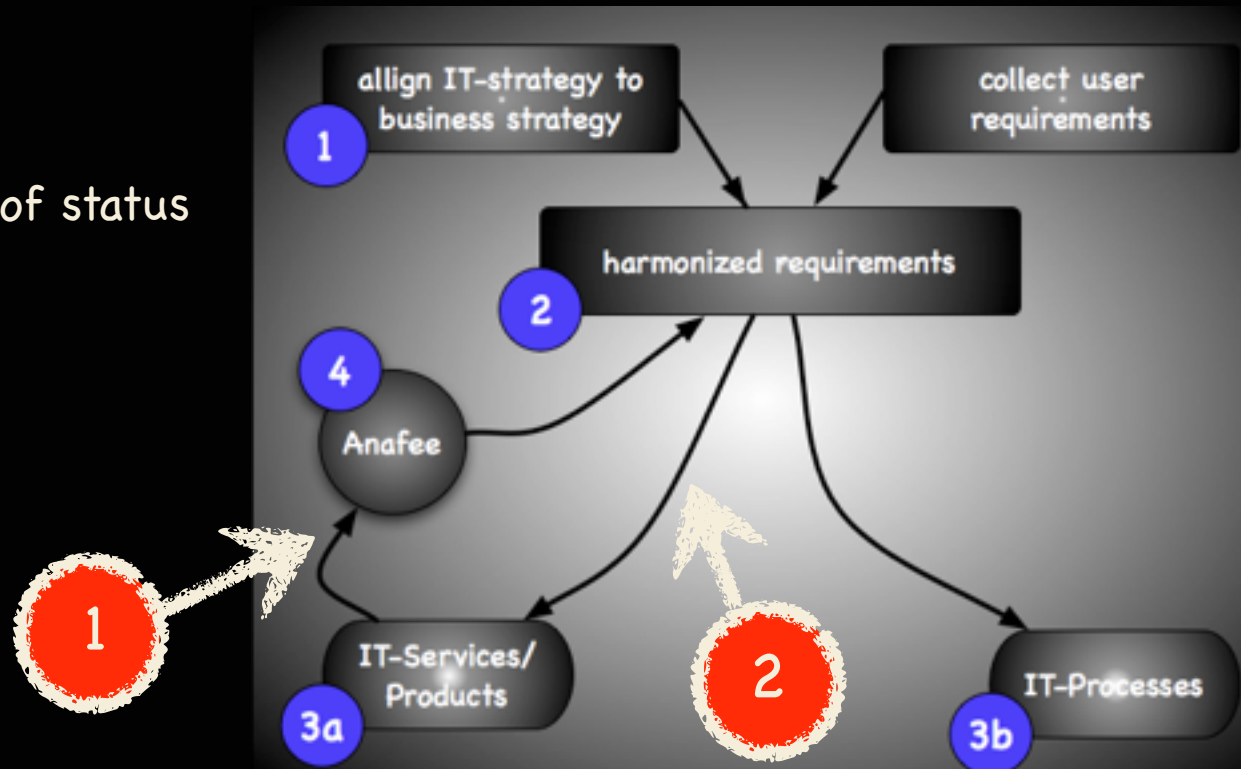 allign IT-strategy to
business strategy
1
collect user
requirements
of status
harmonized requirements
2
4
Anafee
1
IT-Services/
Products
3a
2
IT-Processes
3b